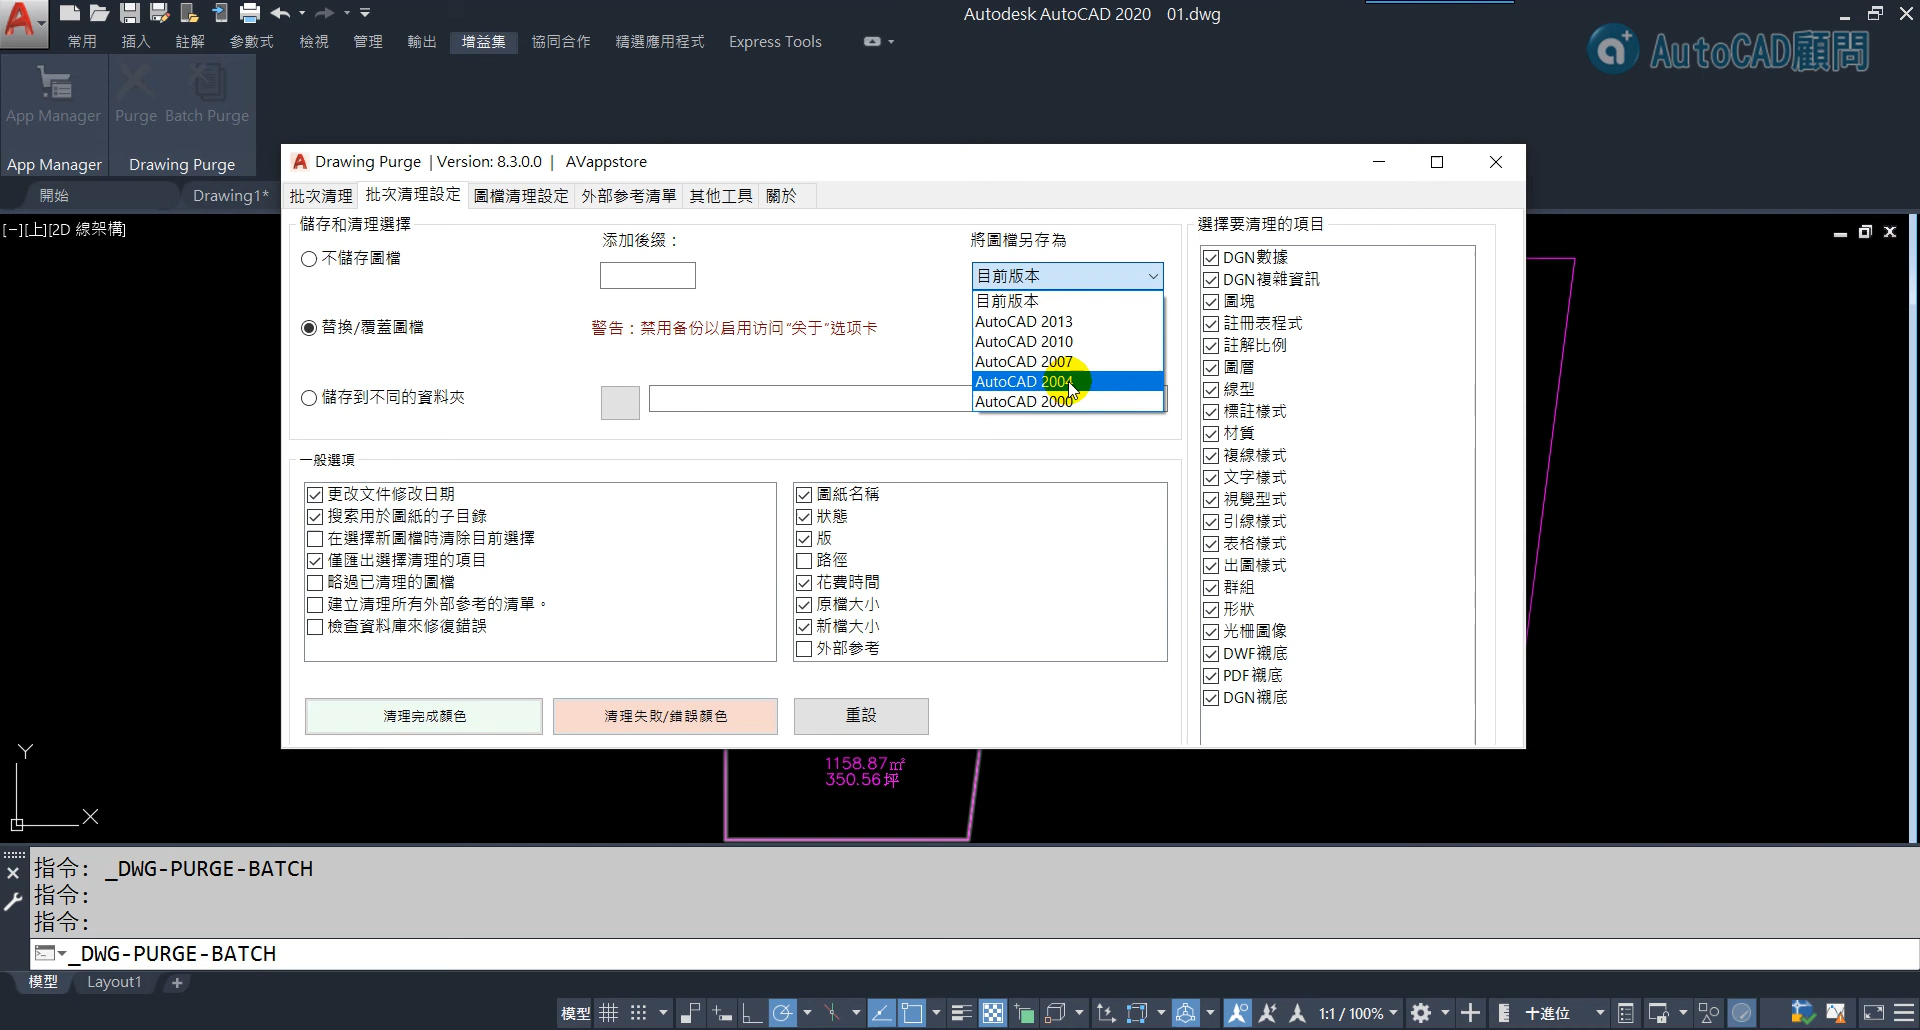 Autodesk AutoCAD 2020 01.dwg
常用 插入 註解 參數式 檢視 管理 輸出 增益集 協同合作 精選應用程式 Express Tools
AutoCAD顧問
App Manager Purge Batch Purge
App Manager Drawing Purge
開始 Drawing1*
[−][上][2D 線架構]
Drawing Purge | Version: 8.3.0.0 | AVappstore
批次清理 批次清理設定 圖檔清理設定 外部參考清單 其他工具 關於
儲存和清理選擇
不儲存圖檔
添加後缀：
將圖檔另存為
目前版本
目前版本
AutoCAD 2013
AutoCAD 2010
AutoCAD 2007
AutoCAD 2004
AutoCAD 2000
替換/覆蓋圖檔
警告：禁用备份以启用访问“关于”选项卡
儲存到不同的資料夾
一般選項
更改文件修改日期
搜索用於圖紙的子目錄
在選擇新圖檔時清除目前選擇
僅匯出選擇清理的項目
略過已清理的圖檔
建立清理所有外部參考的清單。
檢查資料庫來修復錯誤
圖紙名稱
狀態
版
路徑
花費時間
原檔大小
新檔大小
外部參考
清理完成顏色 清理失敗/錯誤顏色 重設
選擇要清理的項目
DGN數據
DGN複雜資訊
圖塊
註冊表程式
註解比例
圖層
線型
標註樣式
材質
複線樣式
文字樣式
視覺型式
引線樣式
表格樣式
出圖樣式
群組
形狀
光柵圖像
DWF襯底
PDF襯底
DGN襯底
1158.87㎡
350.56坪
Y
X
指令: _DWG-PURGE-BATCH
指令:
指令:
_DWG-PURGE-BATCH
模型 Layout1 +
模型 1:1 / 100% 十進位